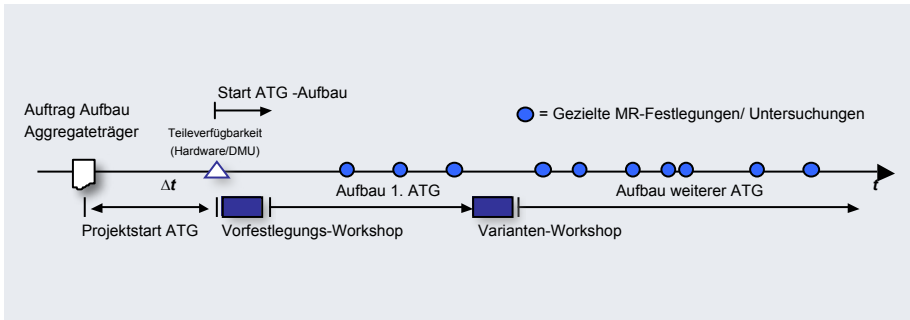 Start ATG -Aufbau
Auftrag Aufbau
Aggregateträger
Teileverfügbarkeit
(Hardware/DMU)
= Gezielte MR-Festlegungen/ Untersuchungen
Δt
Aufbau 1. ATG
Aufbau weiterer ATG
t
Projektstart ATG
Vorfestlegungs-Workshop
Varianten-Workshop